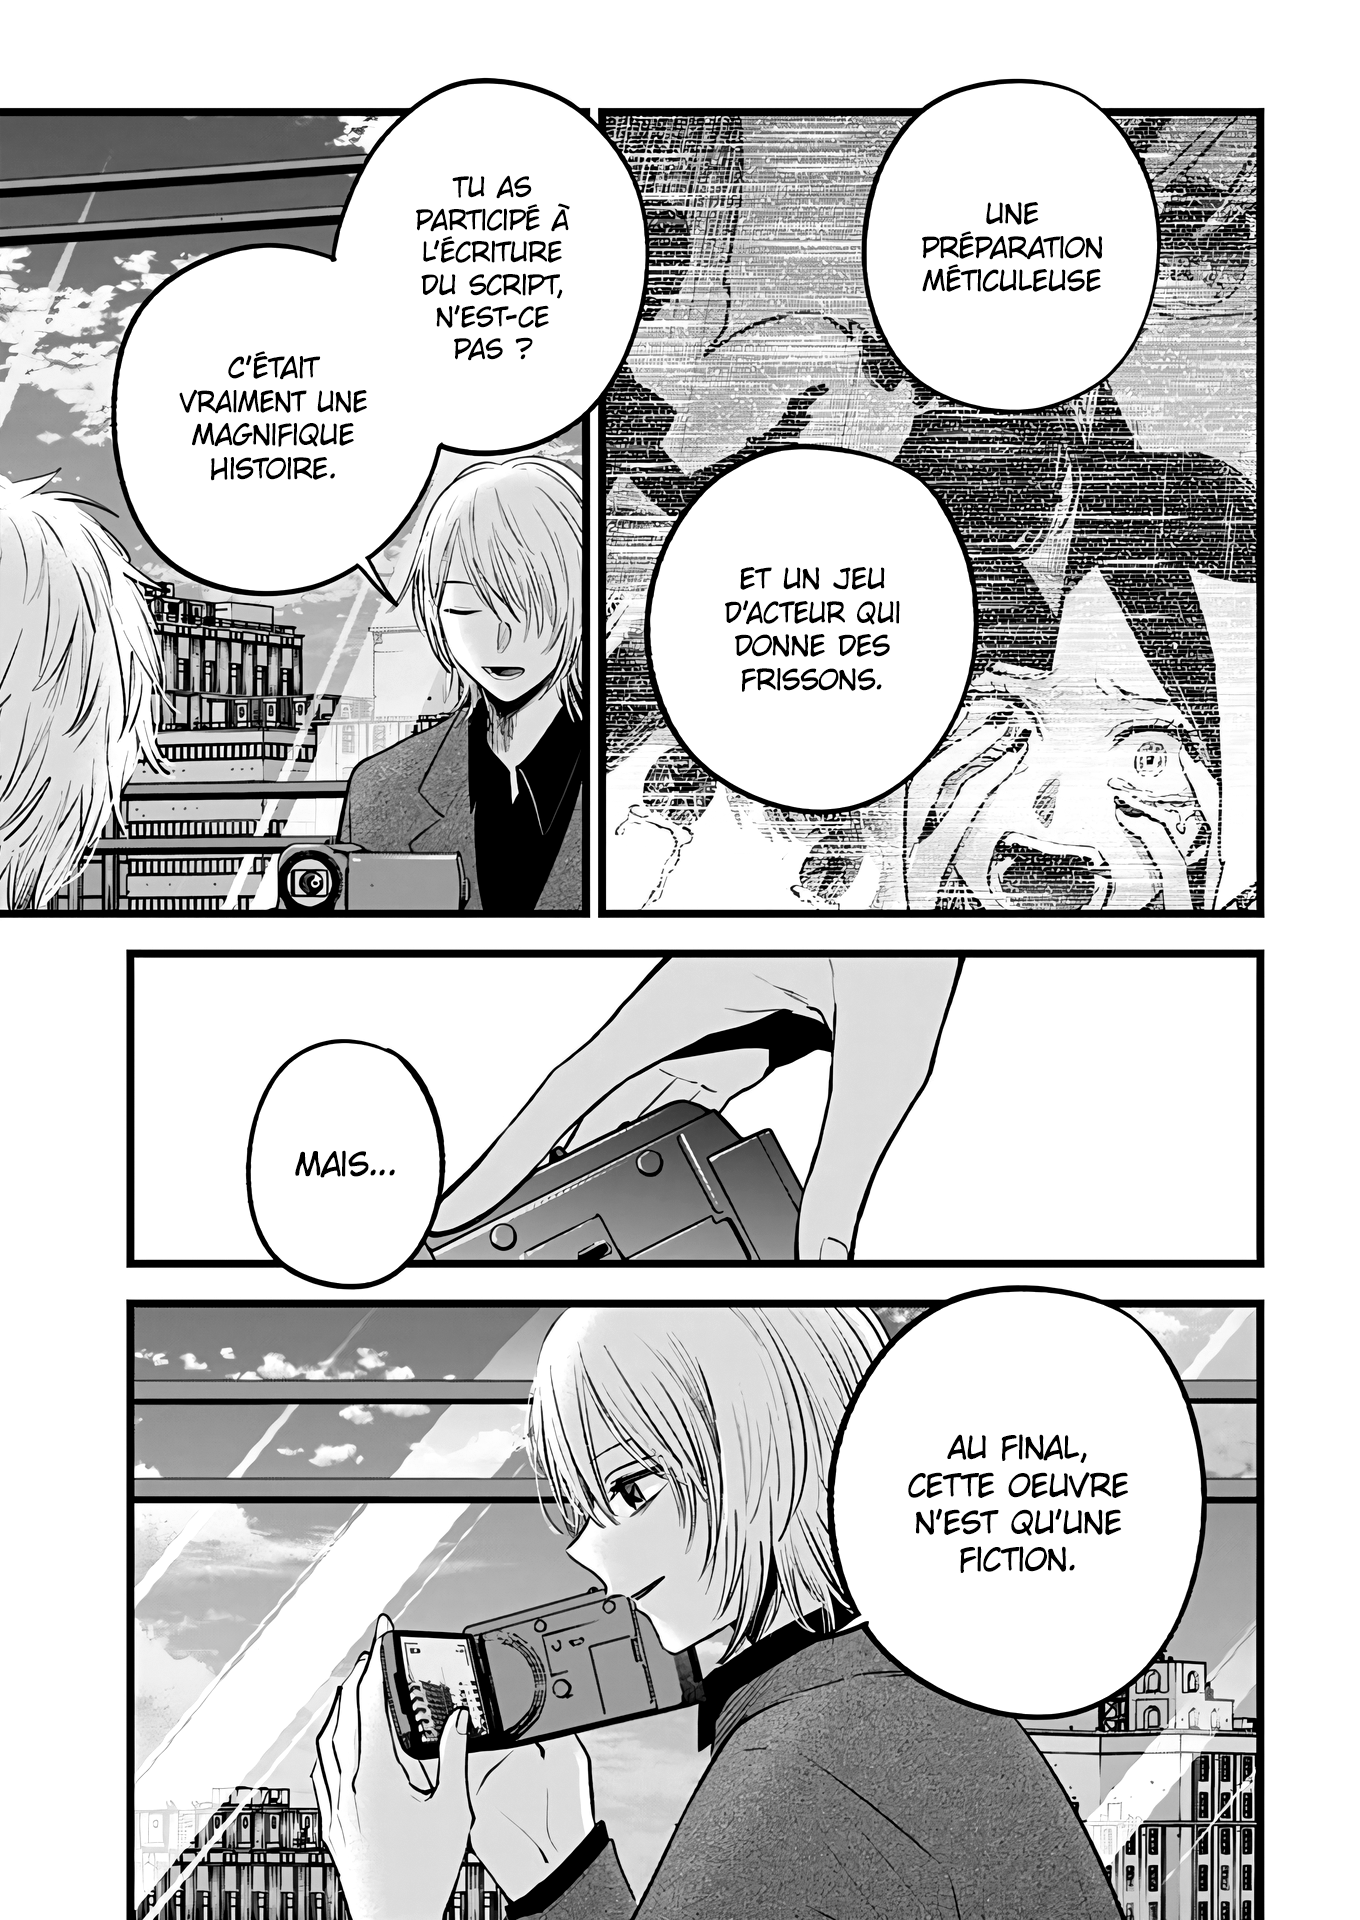 UNE
PRÉPARATION
MÉTICULEUSE
ET UN JEU
D'ACTEUR QUI
DONNE DES
FRISSONS.
TU AS
PARTICIPÉ À
L'ÉCRITURE
DU SCRIPT,
N'EST-CE
PAS ?
C'ÉTAIT
VRAIMENT UNE
MAGNIFIQUE
HISTOIRE.
MAIS...
AU FINAL,
CETTE OEUVRE
N'EST QU'UNE
FICTION.